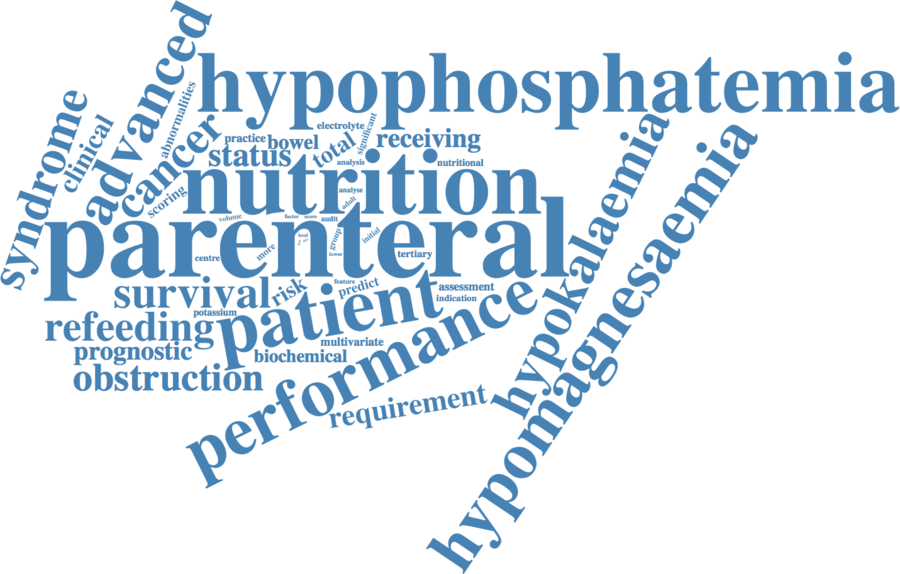 advanced
hypophosphatemia
syndrome
clinical
abnormalities
cancer
electrolyte
significant
practice
bowel
total
receiving
status
analysis
nutritional
scoring
nutrition
analyse
adult
parenteral
volume
factor
score
audit
group
initial
level
more
lower
centre
tertiary
hypokalaemia
hypomagnesaemia
survival
risk
feature
predict
assessment
indication
potassium
refeeding
patient
performance
multivariate
prognostic
biochemical
obstruction
requirement